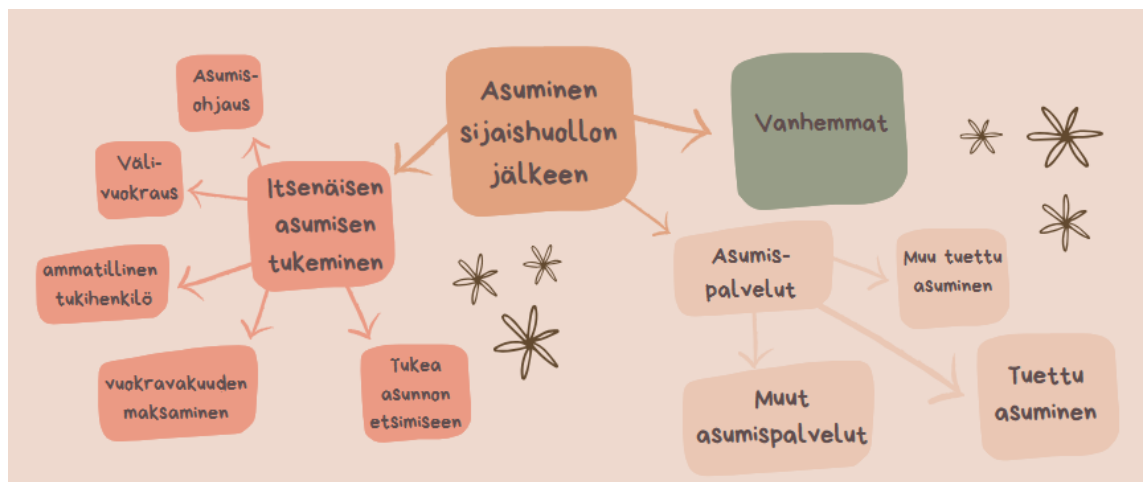 Asuminen
sijaishuollon
jälkeen
Vanhemmat
Asumis-
ohjaus
Väli-
vuokraus
Itsenäisen
asumisen
tukeminen
ammatillinen
tukihenkilö
vuokravakuuden
maksaminen
Tukea
asunnon
etsimiseen
Asumis-
palvelut
Muu tuettu
asuminen
Muut
asumispalvelut
Tuettu
asuminen